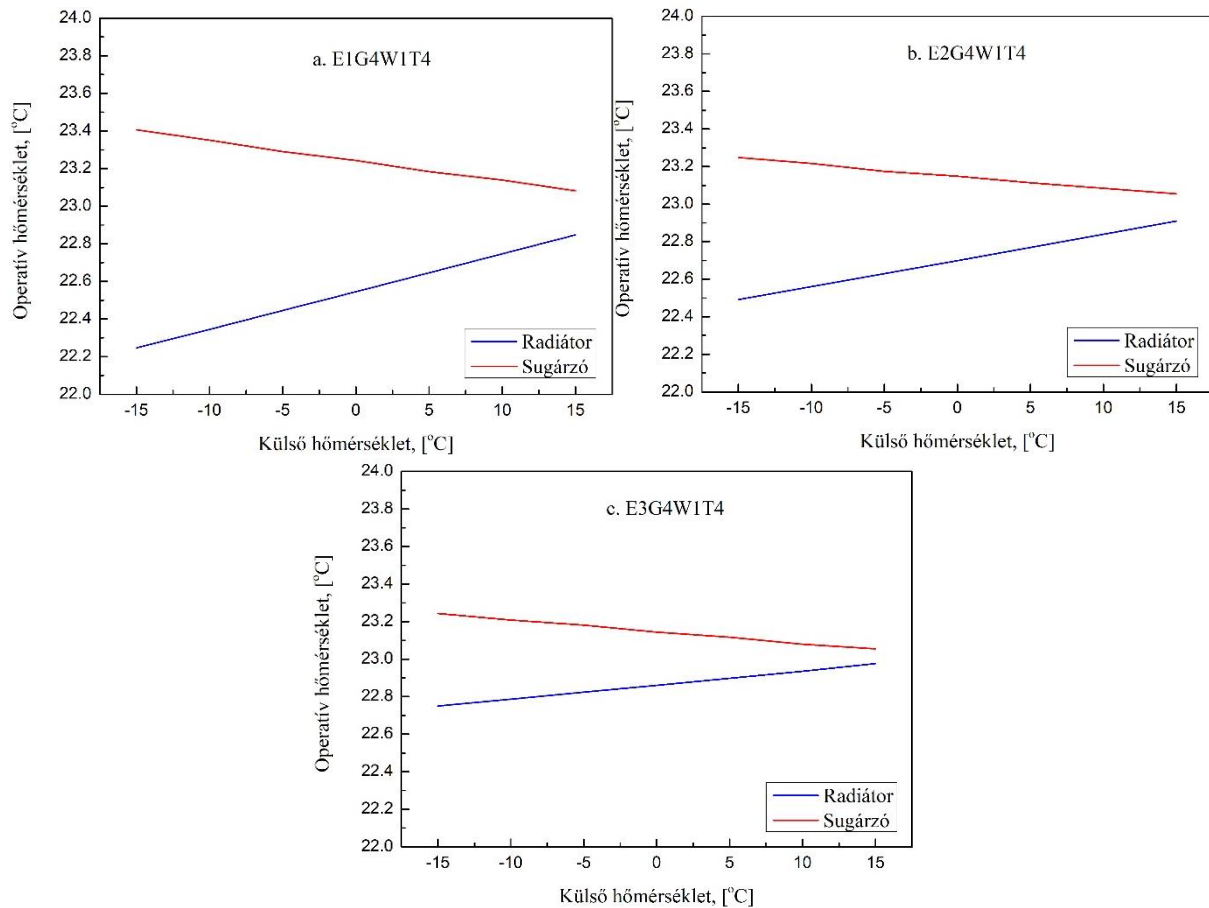 a. E1G4W1T4
Operatív hőmérséklet, [°C]
24.0
23.8
23.6
23.4
23.2
23.0
22.8
22.6
22.4
22.2
22.0
-15 -10 -5 0 5 10 15
Külső hőmérséklet, [°C]
Radiátor
Sugárzó
b. E2G4W1T4
Operatív hőmérséklet, [°C]
24.0
23.8
23.6
23.4
23.2
23.0
22.8
22.6
22.4
22.2
22.0
-15 -10 -5 0 5 10 15
Külső hőmérséklet, [°C]
Radiátor
Sugárzó
c. E3G4W1T4
Operatív hőmérséklet, [°C]
24.0
23.8
23.6
23.4
23.2
23.0
22.8
22.6
22.4
22.2
22.0
-15 -10 -5 0 5 10 15
Külső hőmérséklet, [°C]
Radiátor
Sugárzó